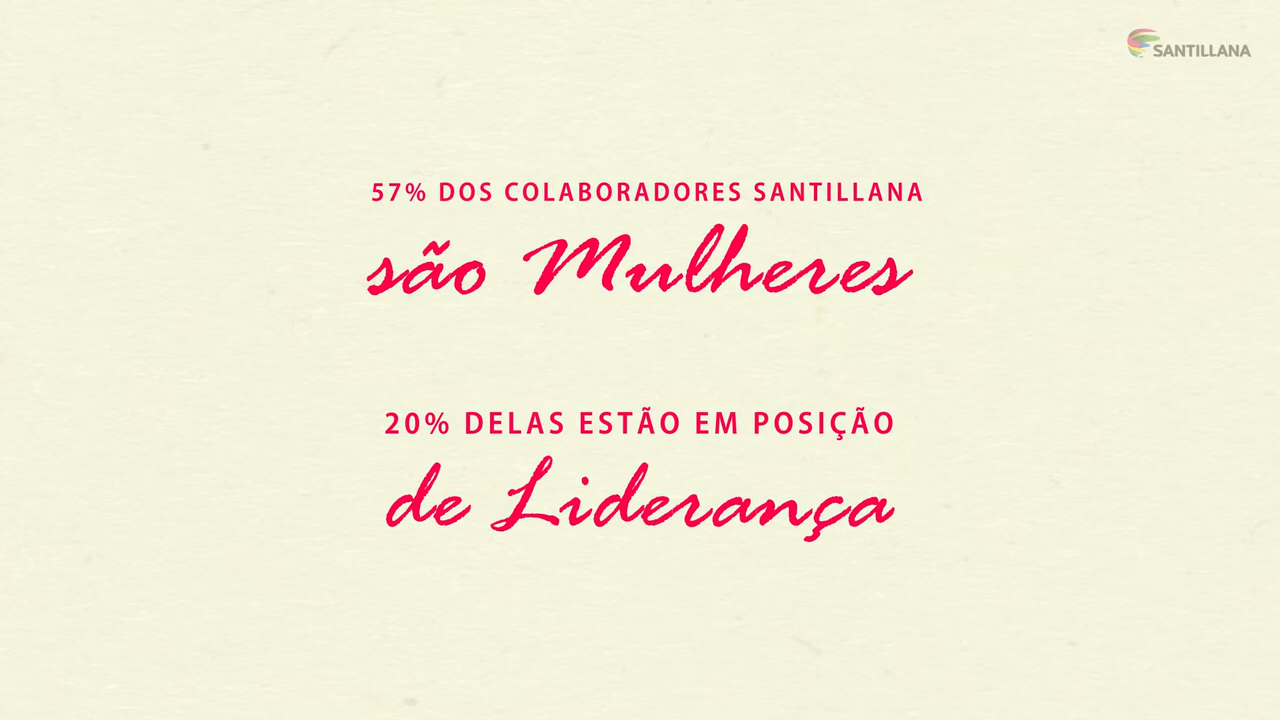 SANTILLANA
57% DOS COLABORADORES SANTILLANA
são Mulheres
20% DELAS ESTÃO EM POSIÇÃO
de Liderança